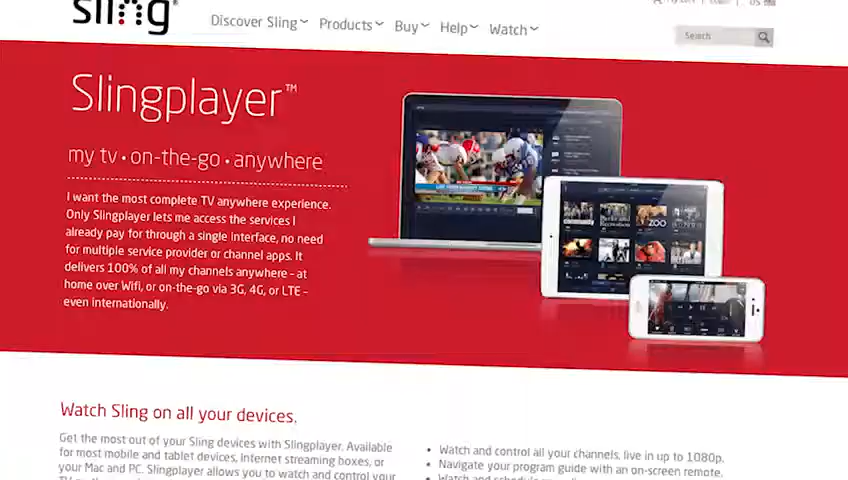 sling
Discover Sling Products Buy Help Watch
US
Search
Slingplayer™
my tv • on-the-go • anywhere
I want the most complete TV anywhere experience.
Only Slingplayer lets me access the services I
already pay for through a single interface, no need
for multiple service provider or channel apps. It
delivers 100% of all my channels anywhere – at
home over Wifi, or on-the-go via 3G, 4G, or LTE –
even internationally.
ZOO
Watch Sling on all your devices.
Get the most out of your Sling devices with Slingplayer. Available
for most mobile and tablet devices, Internet streaming boxes, or
your Mac and PC. Slingplayer allows you to watch and control your
• Watch and control all your channels, live in up to 1080p.
• Navigate your program guide with an on-screen remote.